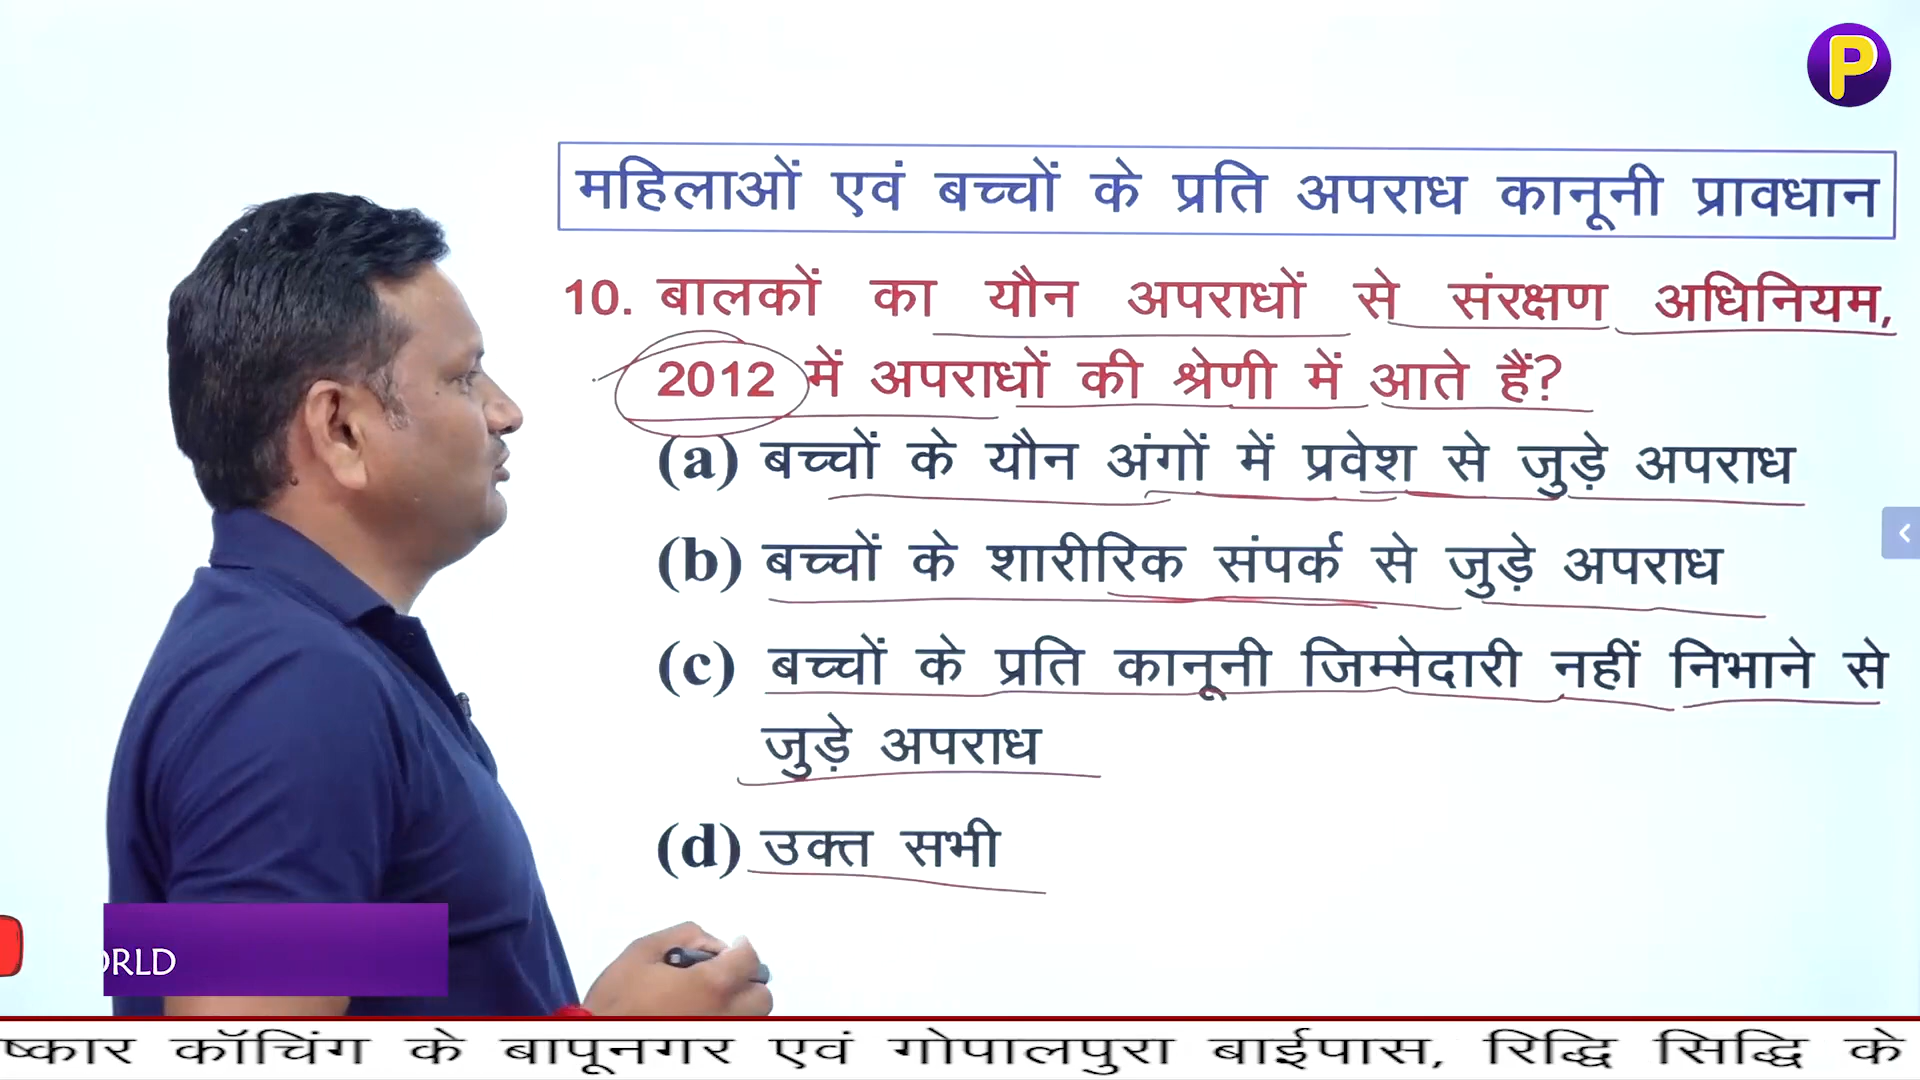 P
महिलाओं एवं बच्चों के प्रति अपराध कानूनी प्रावधान
10. बालकों का यौन अपराधों से संरक्षण अधिनियम,
2012 में अपराधों की श्रेणी में आते हैं?
(a) बच्चों के यौन अंगों में प्रवेश से जुड़े अपराध
(b) बच्चों के शारीरिक संपर्क से जुड़े अपराध
(c) बच्चों के प्रति कानूनी जिम्मेदारी नहीं निभाने से
जुड़े अपराध
(d) उक्त सभी
ORLD
ष्कार कॉचिंग के बापूनगर एवं गोपालपुरा बाईपास, रिद्धि सिद्धि के